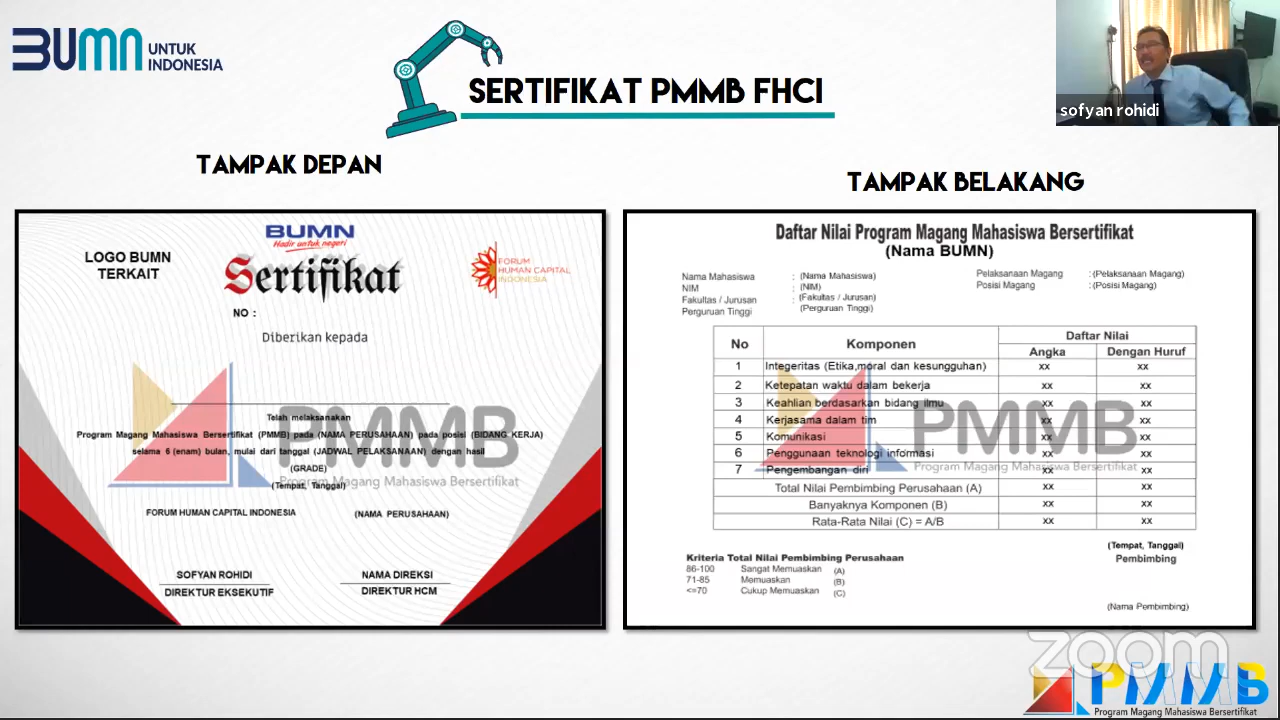 BUMN UNTUK
INDONESIA
SERTIFIKAT PMMB FHCI
sofyan rohidi
TAMPAK DEPAN
TAMPAK BELAKANG
BUMN
Hadir untuk negeri
LOGO BUMN
TERKAIT
Sertifikat
FORUM
HUMAN CAPITAL
INDONESIA
NO :
Diberikan kepada
PMMB
Program Magang Mahasiswa Bersertifikat
Telah melaksanakan
Program Magang Mahasiswa Bersertifikat (PMMB) pada (NAMA PERUSAHAAN) pada posisi (BIDANG KERJA)
selama 6 (enam) bulan, mulai dari tanggal (JADWAL PELAKSANAAN) dengan hasil
(GRADE)
(Tempat, Tanggal)
FORUM HUMAN CAPITAL INDONESIA (NAMA PERUSAHAAN)
SOFYAN ROHIDI NAMA DIREKSI
DIREKTUR EKSEKUTIF DIREKTUR HCM
Daftar Nilai Program Magang Mahasiswa Bersertifikat
(Nama BUMN)
Nama Mahasiswa : (Nama Mahasiswa) Pelaksanaan Magang : (Pelaksanaan Magang)
NIM : (NIM) Posisi Magang : (Posisi Magang)
Fakultas / Jurusan : (Fakultas / Jurusan)
Perguruan Tinggi (Perguruan Tinggi)
No Komponen Daftar Nilai
Angka Dengan Huruf
1 Integeritas (Etika,moral dan kesungguhan) xx xx
2 Ketepatan waktu dalam bekerja xx xx
3 Keahlian berdasarkan bidang ilmu xx xx
4 Kerjasama dalam tim xx xx
5 Komunikasi xx xx
6 Penggunaan teknologi informasi xx xx
7 Pengembangan diri xx xx
Total Nilai Pembimbing Perusahaan (A) xx xx
Banyaknya Komponen (B) xx xx
Rata-Rata Nilai (C) = A/B xx xx
PMMB
Program Magang Mahasiswa Bersertifikat
(Tempat, Tanggal)
Pembimbing
Kriteria Total Nilai Pembimbing Perusahaan
86-100 Sangat Memuaskan (A)
71-85 Memuaskan (B)
<=70 Cukup Memuaskan (C)
(Nama Pembimbing)
zoom
PMMB
Program Magang Mahasiswa Bersertifikat